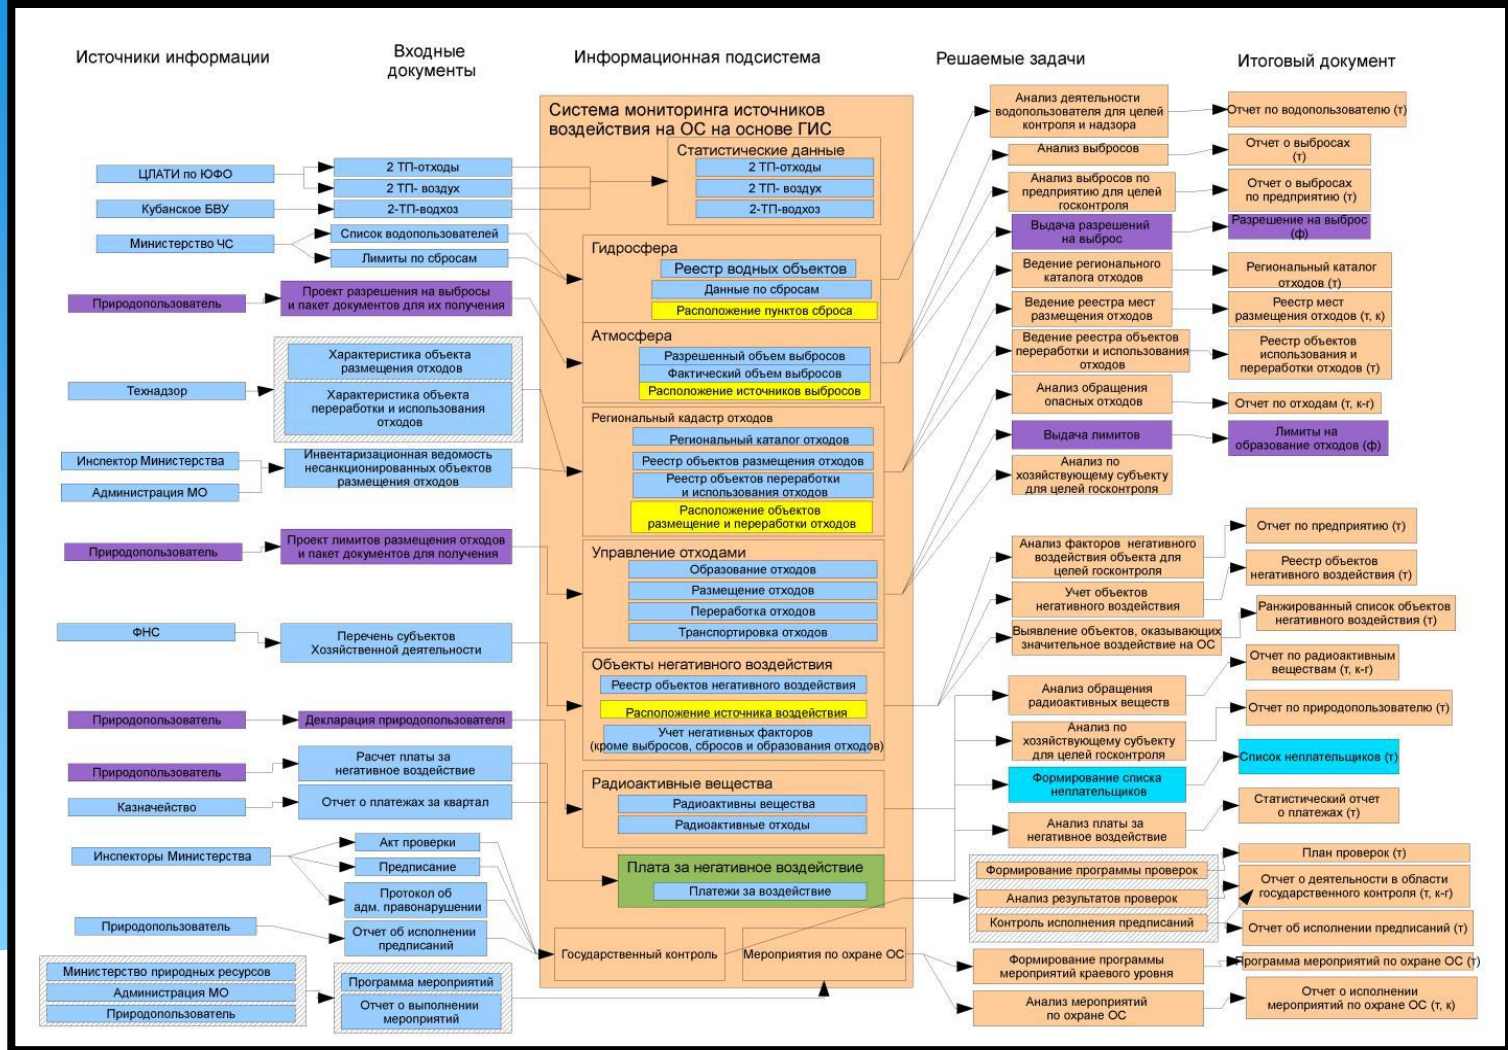 Источники информации
Входные
документы
Информационная подсистема
Решаемые задачи
Итоговый документ
ЦЛАТИ по ЮФО
Кубанское БВУ
Министерство ЧС
Природопользователь
Технадзор
Инспектор Министерства
Администрация МО
Природопользователь
ФНС
Природопользователь
Природопользователь
Казначейство
Инспекторы Министерства
Природопользователь
Министерство природных ресурсов
Администрация МО
Природопользователь
2 ТП-отходы
2 ТП- воздух
2-ТП-водхоз
Список водопользователей
Лимиты по сбросам
Проект разрешения на выбросы
и пакет документов для их получения
Характеристика объекта
размещения отходов
Характеристика объекта
переработки и использования
отходов
Инвентаризационная ведомость
несанкционированных объектов
размещения отходов
Проект лимитов размещения отходов
и пакет документов для получения
Перечень субъектов
Хозяйственной деятельности
Декларация природопользователя
Расчет платы за
негативное воздействие
Отчет о платежах за квартал
Акт проверки
Предписание
Протокол об
адм. правонарушении
Отчет об исполнении
предписаний
Программа мероприятий
Отчет о выполнении
мероприятий
Система мониторинга источников
воздействия на ОС на основе ГИС
Статистические данные
2 ТП-отходы
2 ТП- воздух
2-ТП-водхоз
Гидросфера
Реестр водных объектов
Данные по сбросам
Расположение пунктов сброса
Атмосфера
Разрешенный объем выбросов
Фактический объем выбросов
Расположение источников выбросов
Региональный кадастр отходов
Региональный каталог отходов
Реестр объектов размещения отходов
Реестр объектов переработки
и использования отходов
Расположение объектов
размещение и переработки отходов
Управление отходами
Образование отходов
Размещение отходов
Переработка отходов
Транспортировка отходов
Объекты негативного воздействия
Реестр объектов негативного воздействия
Расположение источника воздействия
Учет негативных факторов
(кроме выбросов, сбросов и образования отходов)
Радиоактивные вещества
Радиоактивны вещества
Радиоактивные отходы
Плата за негативное воздействие
Платежи за воздействие
Государственный контроль
Мероприятия по охране ОС
Анализ деятельности
водопользователя для целей
контроля и надзора
Анализ выбросов
Анализ выбросов по
предприятию для целей
госконтроля
Выдача разрешений
на выброс
Ведение регионального
каталога отходов
Ведение реестра мест
размещения отходов
Ведение реестра объектов
переработки и использования
отходов
Анализ обращения
опасных отходов
Выдача лимитов
Анализ по
хозяйствующему субъекту
для целей госконтроля
Анализ факторов негативного
воздействия объекта для
целей госконтроля
Учет объектов
негативного воздействия
Выявление объектов, оказывающих
значительное воздействие на ОС
Анализ обращения
радиоактивных веществ
Анализ по
хозяйствующему субъекту
для целей госконтроля
Формирование списка
неплательщиков
Анализ платы за
негативное воздействие
Формирование программы проверок
Анализ результатов проверок
Контроль исполнения предписаний
Формирование программы
мероприятий краевого уровня
Анализ мероприятий
по охране ОС
Отчет по водопользователю (т)
Отчет о выбросах
(т)
Отчет о выбросах
по предприятию (т)
Разрешение на выброс
(ф)
Региональный каталог
отходов (т)
Реестр мест
размещения отходов (т, к)
Реестр объектов
использования и
переработки отходов (т)
Отчет по отходам (т, к-г)
Лимиты на
образование отходов (ф)
Отчет по предприятию (т)
Реестр объектов
негативного воздействия (т)
Ранжированный список объектов
негативного воздействия (т)
Отчет по радиоактивным
веществам (т, к-г)
Отчет по природопользователю (т)
Список неплательщиков (т)
Статистический отчет
о платежах (т)
План проверок (т)
Отчет о деятельности в области
государственного контроля (т, к-г)
Отчет об исполнении предписаний (т)
Программа мероприятий по охране ОС (т)
Отчет о исполнении
мероприятий по охране ОС (т, к)